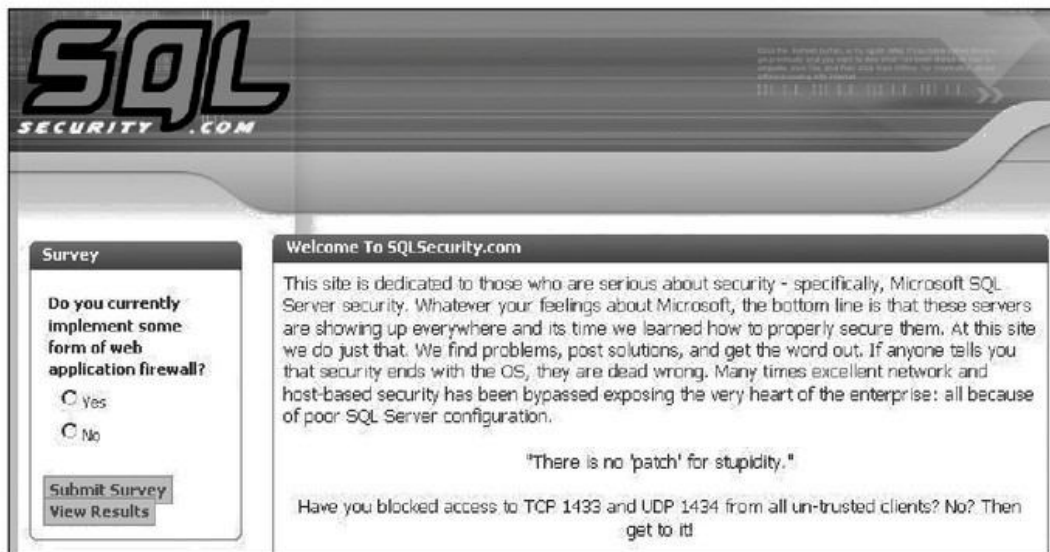 SQL
SECURITY .COM
Survey
Do you currently
implement some
form of web
application firewall?
Yes
No
Submit Survey
View Results
Welcome To SQLSecurity.com
This site is dedicated to those who are serious about security - specifically, Microsoft SQL
Server security. Whatever your feelings about Microsoft, the bottom line is that these servers
are showing up everywhere and its time we learned how to properly secure them. At this site
we do just that. We find problems, post solutions, and get the word out. If anyone tells you
that security ends with the OS, they are dead wrong. Many times excellent network and
host-based security has been bypassed exposing the very heart of the enterprise: all because
of poor SQL Server configuration.
"There is no 'patch' for stupidity."
Have you blocked access to TCP 1433 and UDP 1434 from all un-trusted clients? No? Then
get to it!